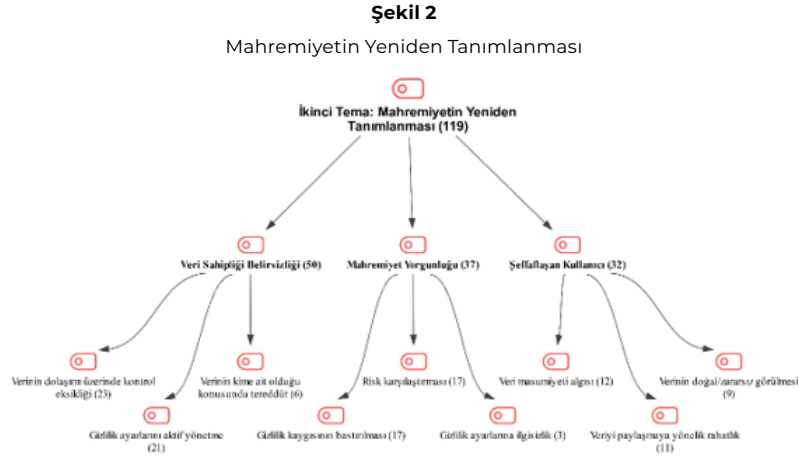 Şekil 2
Mahremiyetin Yeniden Tanımlanması
İkinci Tema: Mahremiyetin Yeniden
Tanımlanması (119)
Veri Sahipliği Belirsizliği (50)
Mahremiyet Yorgunluğu (37)
Şeffaflaşan Kullanıcı (32)
Verinin dolaşım üzerinde kontrol
eksikliği (23)
Verinin kime ait olduğu
konusunda tereddüt (6)
Risk karşılaştırması (17)
Veri masumiyeti algısı (12)
Verinin doğal/zararsız görülmesi
(9)
Gizlilik ayarlarını aktif yönetme
(21)
Gizlilik kaygısının bastırılması (17)
Gizlilik ayarlarına ilgisizlik (3)
Veriyi paylaşmaya yönelik rahatlık
(11)